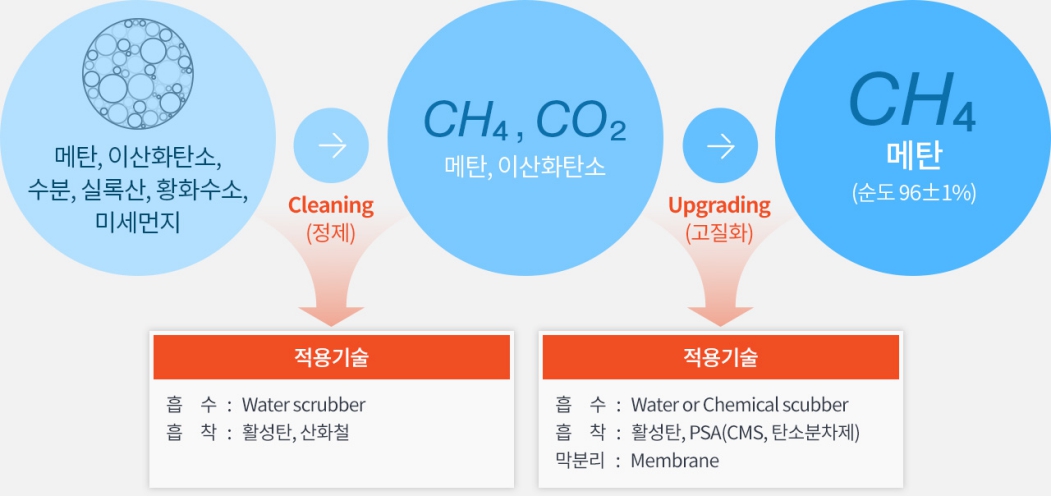 메탄, 이산화탄소,
수분, 실록산, 황화수소,
미세먼지
→
Cleaning
(정제)
CH₄ , CO₂
메탄, 이산화탄소
→
Upgrading
(고질화)
CH₄
메탄
(순도 96±1%)
적용기술
흡 수 : Water scrubber
흡 착 : 활성탄, 산화철
적용기술
흡 수 : Water or Chemical scubber
흡 착 : 활성탄, PSA(CMS, 탄소분차제)
막분리 : Membrane